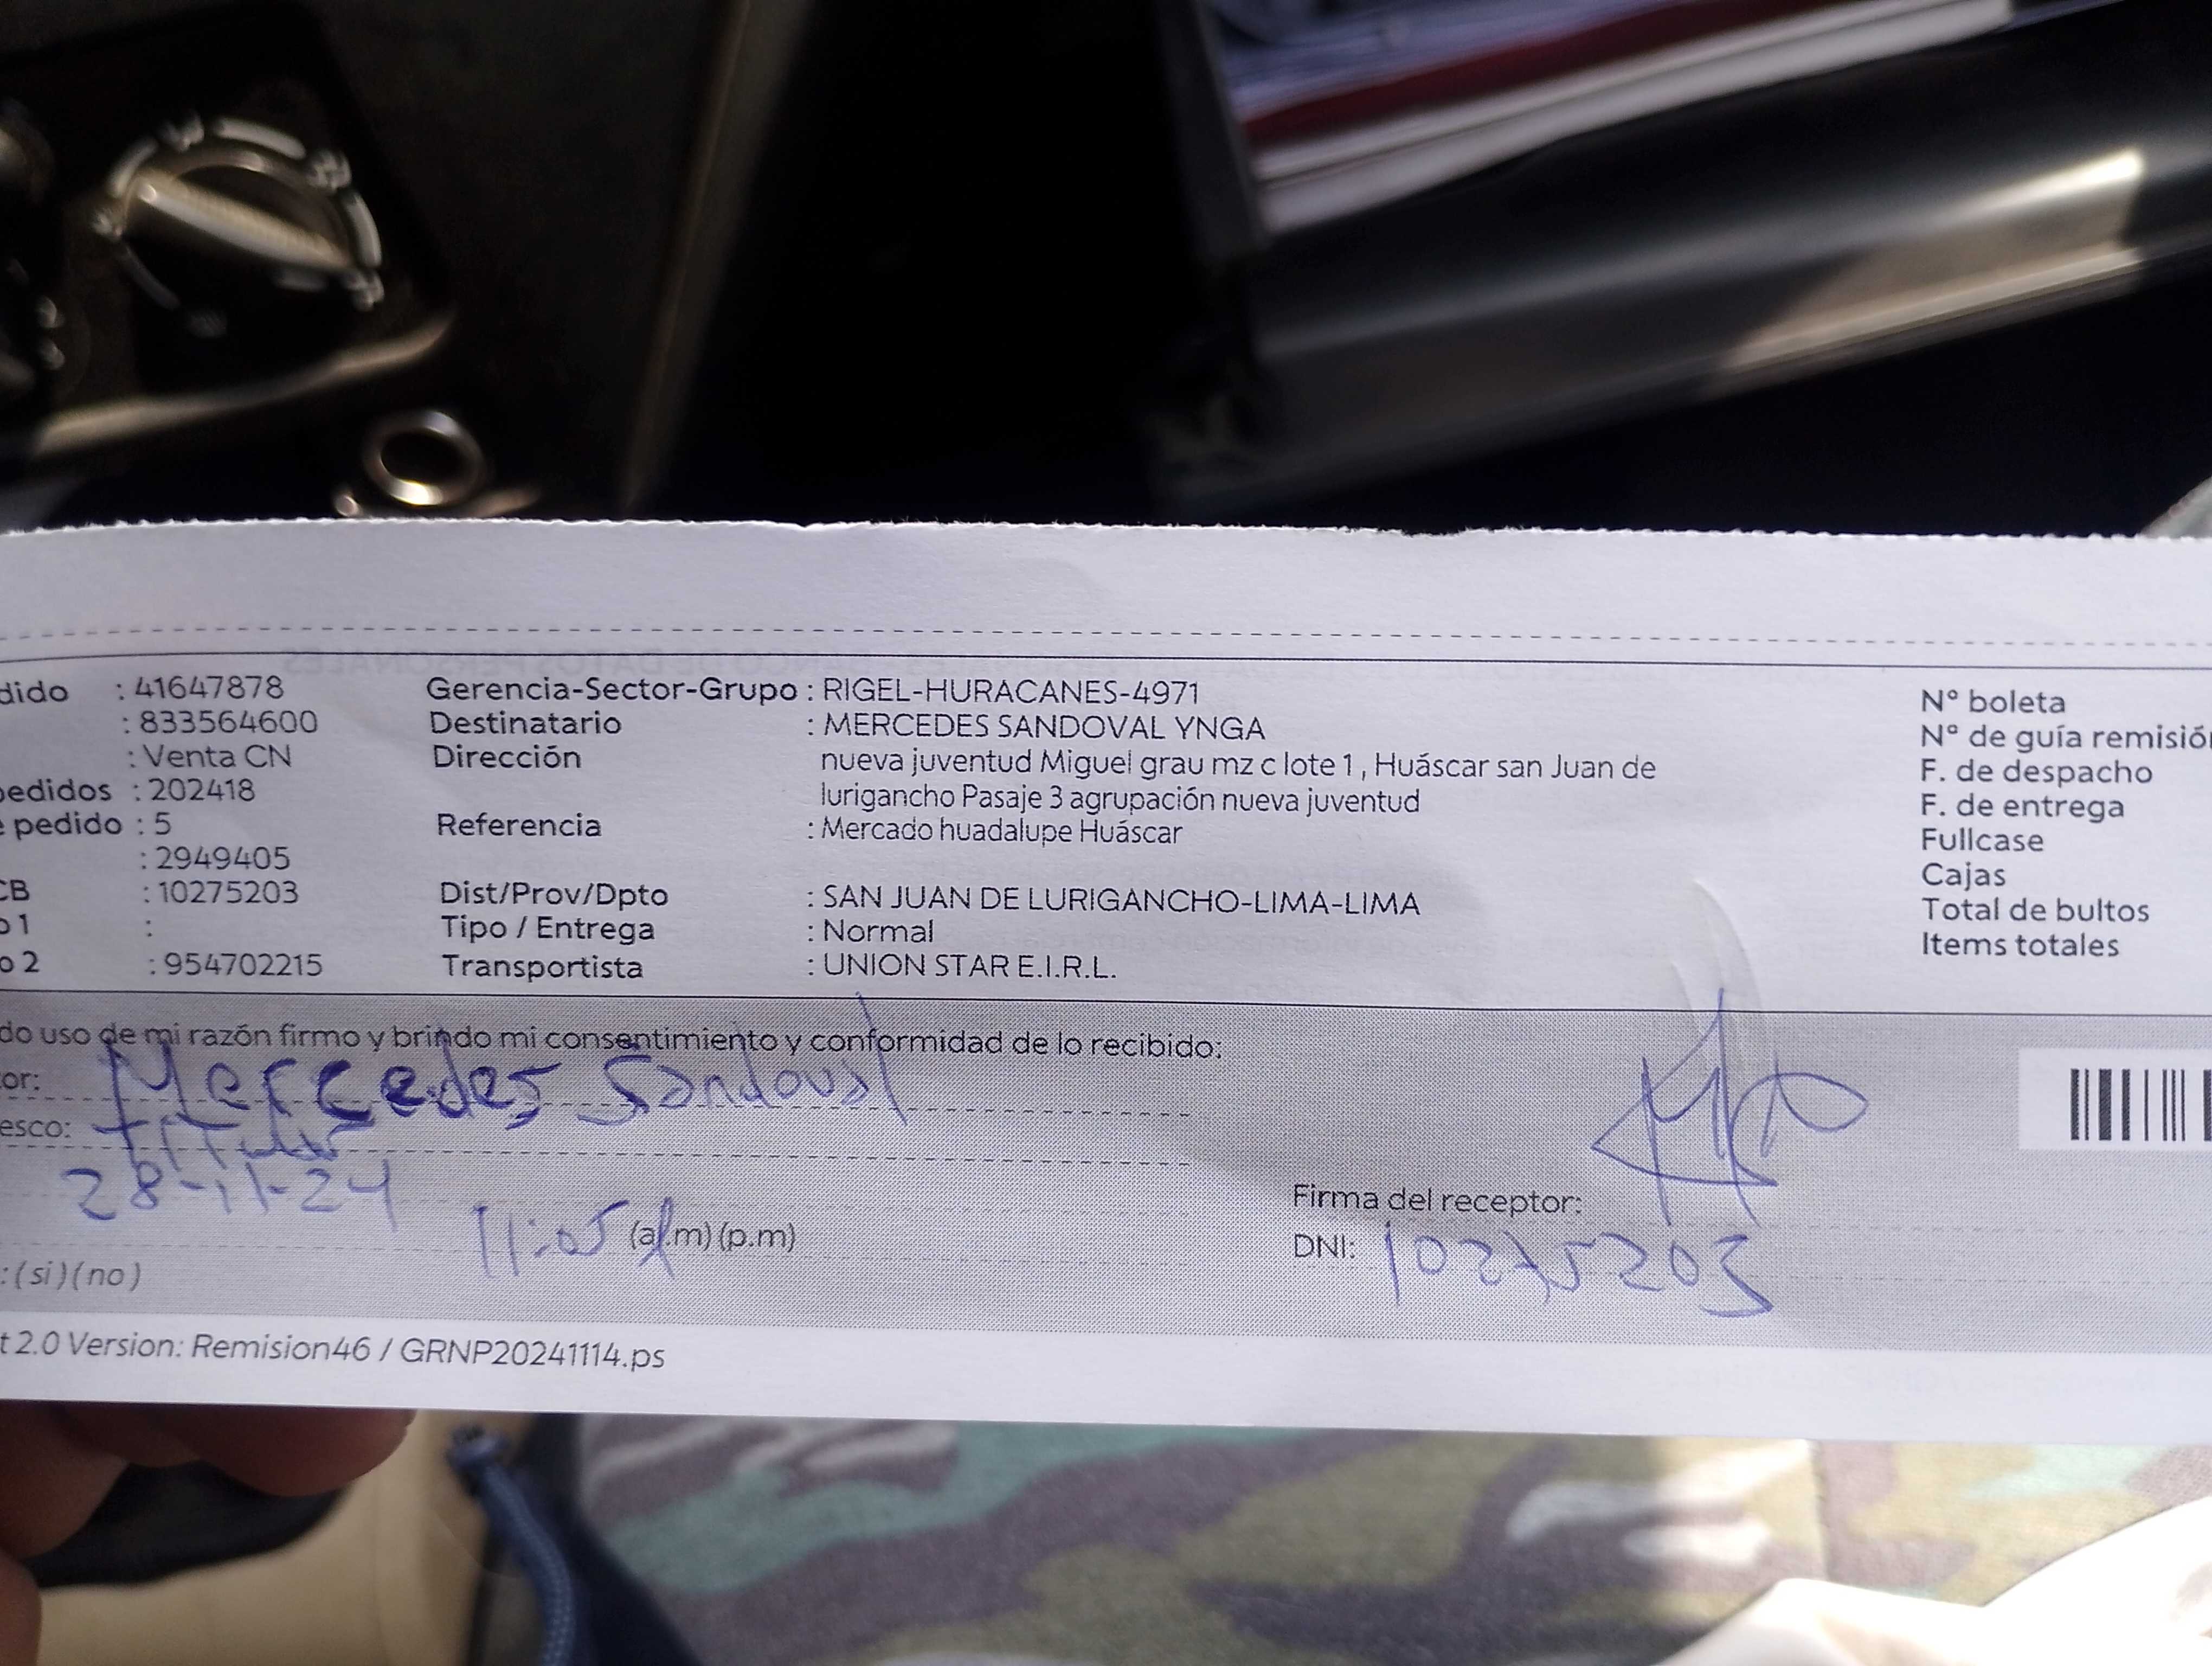 dido : 41647878 Gerencia-Sector-Grupo : RIGEL-HURACANES-4971 N° boleta
: 833564600 Destinatario : MERCEDES SANDOVAL YNGA N° de guía remisión
: Venta CN Dirección nueva juventud Miguel grau mz c lote 1 , Huáscar san Juan de F. de despacho
pedidos : 202418 lurigancho Pasaje 3 agrupación nueva juventud F. de entrega
e pedido : 5 Referencia : Mercado huadalupe Huáscar Fullcase
: 2949405 Cajas
CB : 10275203 Dist/Prov/Dpto : SAN JUAN DE LURIGANCHO-LIMA-LIMA Total de bultos
o 1 : Tipo / Entrega : Normal Items totales
o 2 : 954702215 Transportista : UNION STAR E.I.R.L.
do uso de mi razón firmo y brindo mi consentimiento y conformidad de lo recibido:
or: Mercedes Sandoval
esco: Titular
28-11-24
11:05 (a.m) (p.m)
Firma del receptor:
DNI: 10275203
: (si) (no)
t 2.0 Version: Remision46 / GRNP20241114.ps